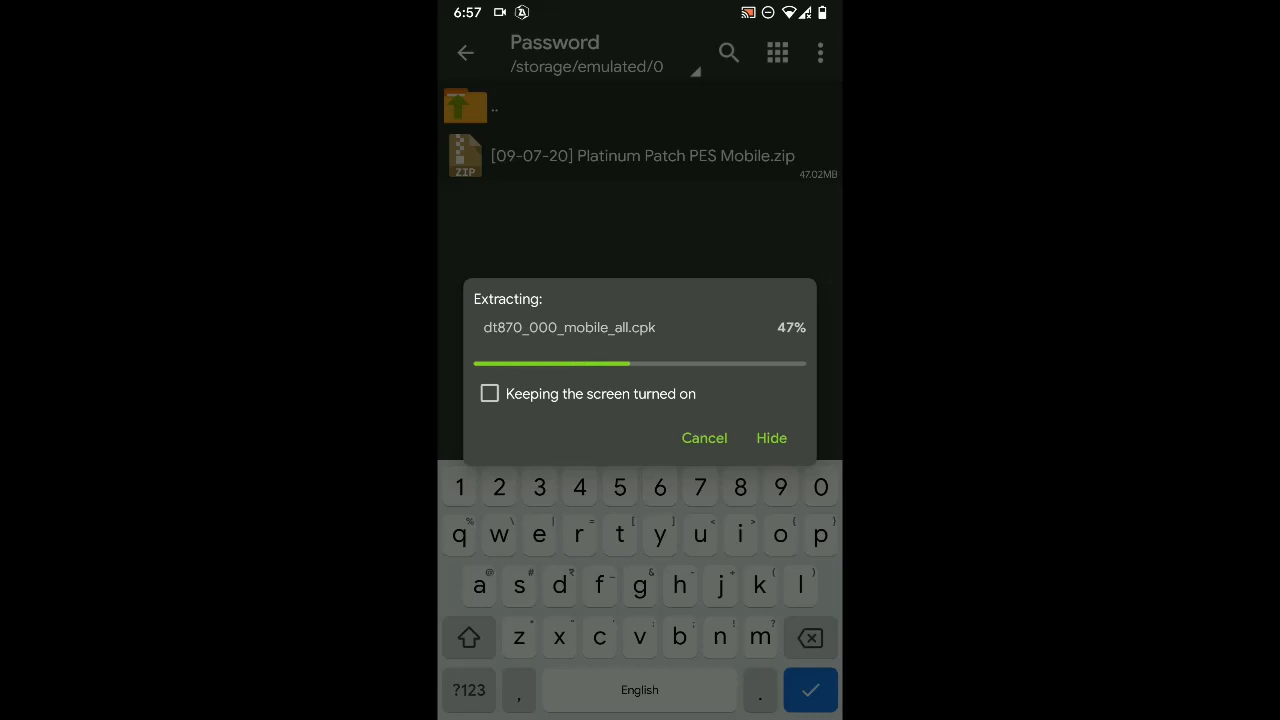 6:57
Password
/storage/emulated/0
..
[09-07-20] Platinum Patch PES Mobile.zip
ZIP
47.02MB
Extracting:
dt870_000_mobile_all.cpk 47%
Keeping the screen turned on
Cancel Hide
1 2 3 4 5 6 7 8 9 0
% \ | = [ ] < > { }
q w e r t y u i o p
@ # ₹ _ & - + ( )
a s d f g h j k l
* " ' : ; ! ?
z x c v b n m
?123 , English .